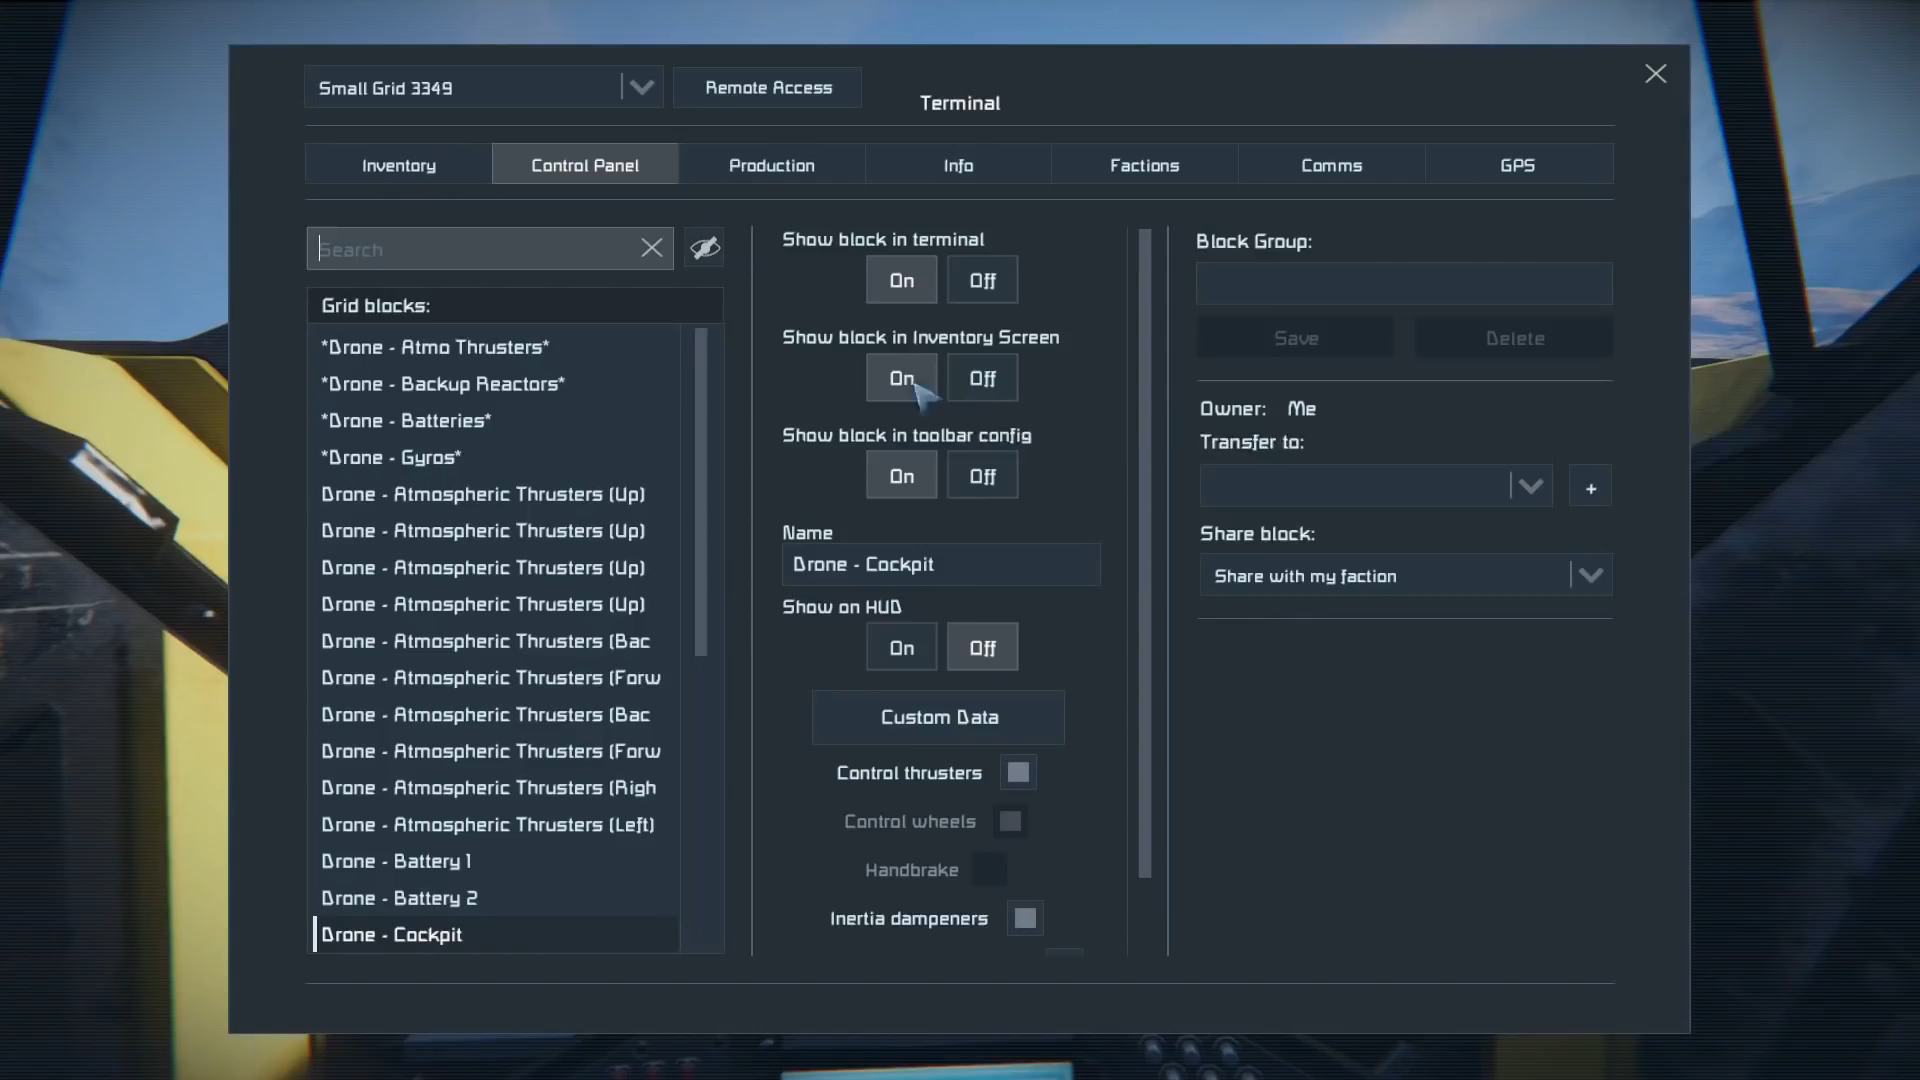 Small Grid 3349
Remote Access
Terminal
Inventory
Control Panel
Production
Info
Factions
Comms
GPS
Search
Grid blocks:
*Drone - Atmo Thrusters*
*Drone - Backup Reactors*
*Drone - Batteries*
*Drone - Gyros*
Drone - Atmospheric Thrusters (Up)
Drone - Atmospheric Thrusters (Up)
Drone - Atmospheric Thrusters (Up)
Drone - Atmospheric Thrusters (Up)
Drone - Atmospheric Thrusters (Bac
Drone - Atmospheric Thrusters (Forw
Drone - Atmospheric Thrusters (Bac
Drone - Atmospheric Thrusters (Forw
Drone - Atmospheric Thrusters (Righ
Drone - Atmospheric Thrusters (Left)
Drone - Battery 1
Drone - Battery 2
Drone - Cockpit
Show block in terminal
On Off
Show block in Inventory Screen
On Off
Show block in toolbar config
On Off
Name
Drone - Cockpit
Show on HUD
On Off
Custom Data
Control thrusters
Control wheels
Handbrake
Inertia dampeners
Block Group:
Save
Delete
Owner: Me
Transfer to:
+
Share block:
Share with my faction